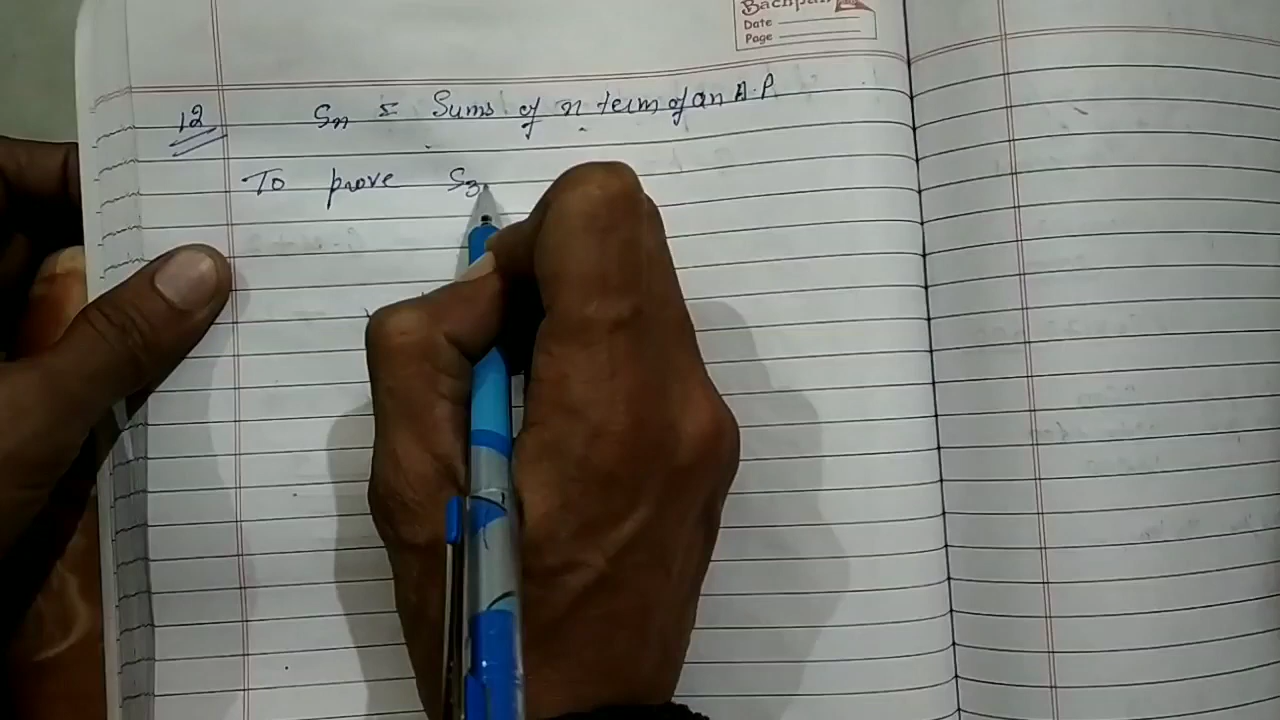 Bachpan
Date
Page
12 Sn = Sums of n term of an A.P
To prove S3